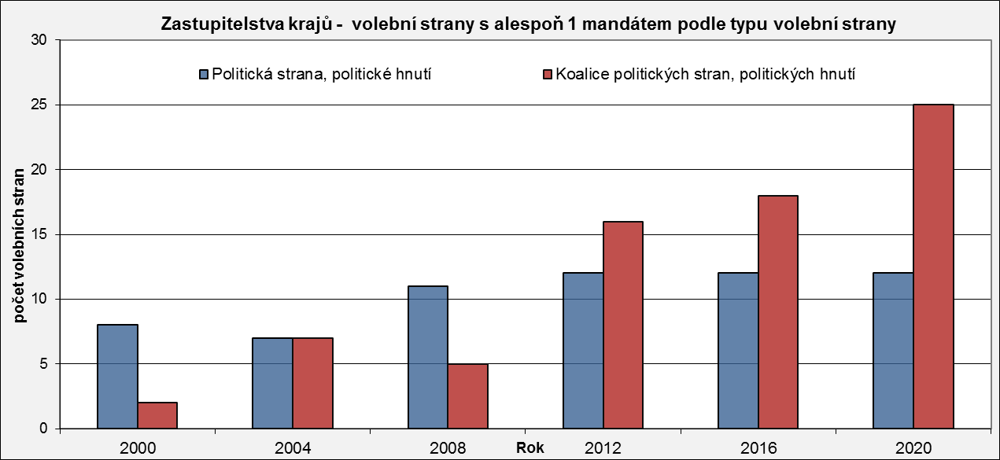 Zastupitelstva krajů -  volební strany s alespoň 1 mandátem podle typu volební strany
Politická strana, politické hnutí
Koalice politických stran, politických hnutí
počet volebních stran
30
25
20
15
10
5
0
2000 2004 2008 2012 2016 2020
Rok